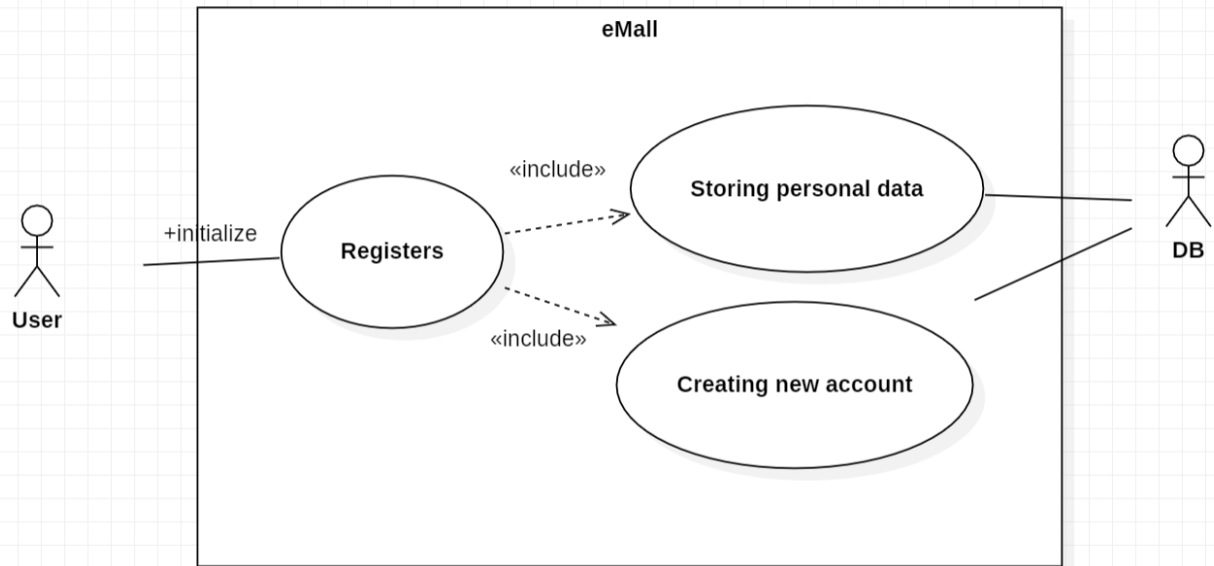 eMall
«include»
Storing personal data
+initialize
Registers
DB
User
«include»
Creating new account